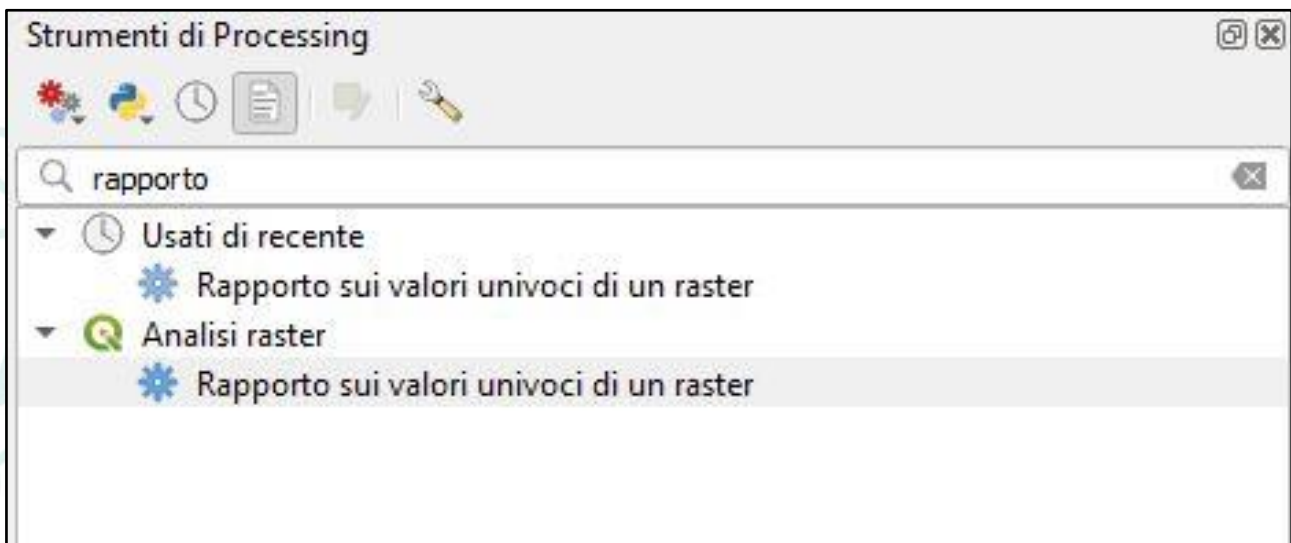 Strumenti di Processing
rapporto
Usati di recente
Rapporto sui valori univoci di un raster
Analisi raster
Rapporto sui valori univoci di un raster